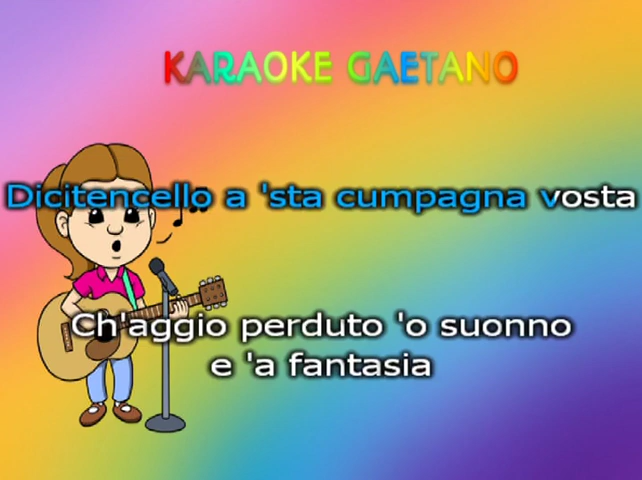 KARAOKE GAETANO
Dicitencello a 'sta cumpagna vosta
Ch'aggio perduto 'o suonno
e 'a fantasia